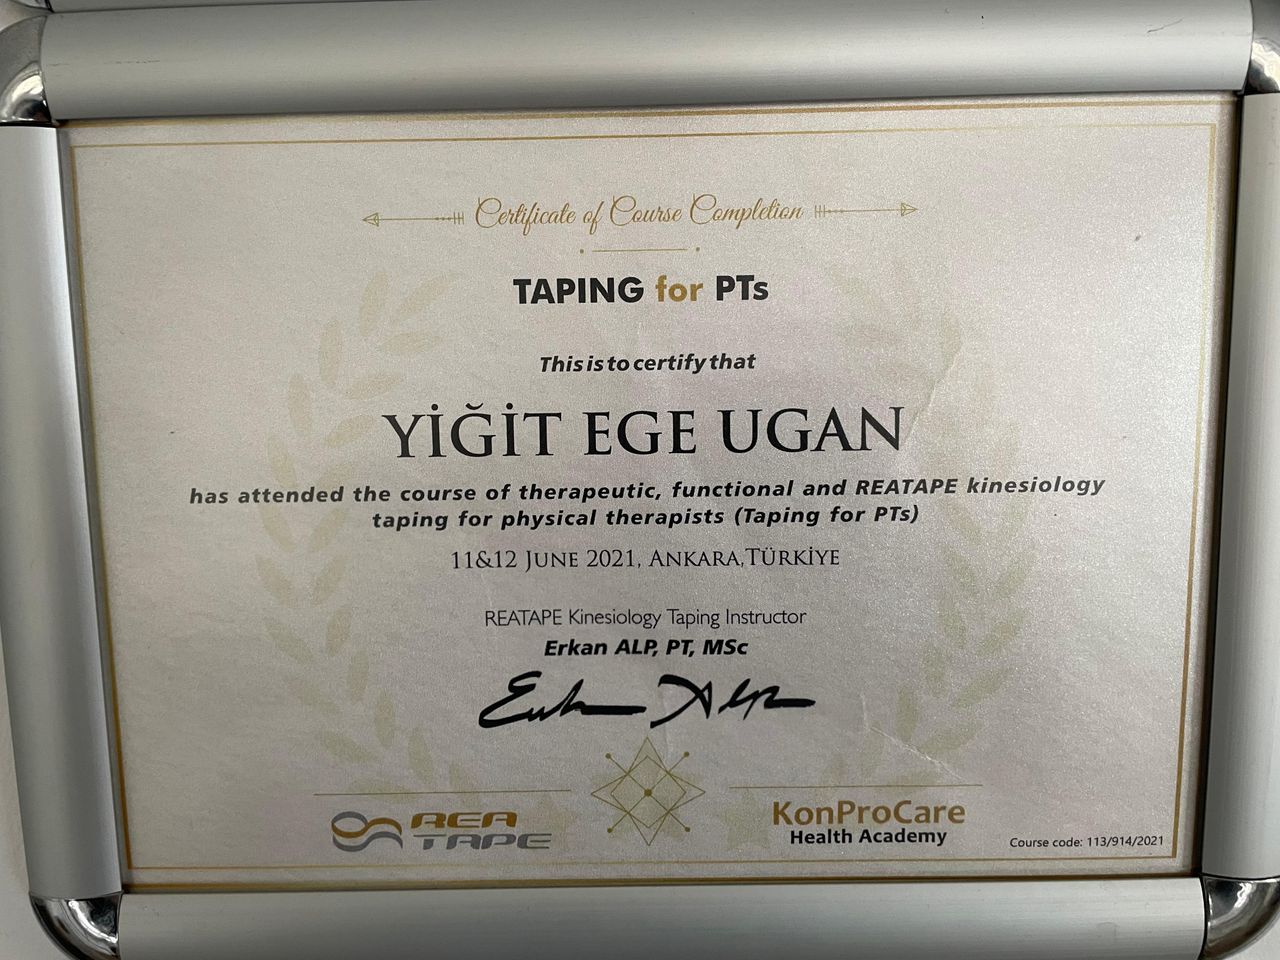 Certificate of Course Completion
TAPING for PTs
This is to certify that
YİĞİT EGE UGAN
has attended the course of therapeutic, functional and REATAPE kinesiology
taping for physical therapists (Taping for PTs)
11&12 JUNE 2021, ANKARA,TÜRKİYE
REATAPE Kinesiology Taping Instructor
Erkan ALP, PT, MSc
Erkan Alp
REA
TAPE
KonProCare
Health Academy
Course code: 113/914/2021